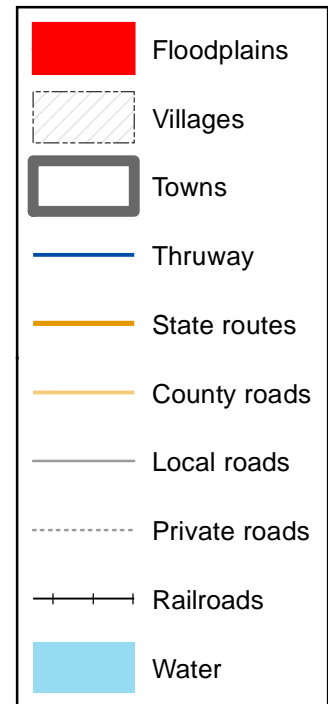 Floodplains
Villages
Towns
Thruway
State routes
County roads
Local roads
Private roads
Railroads
Water